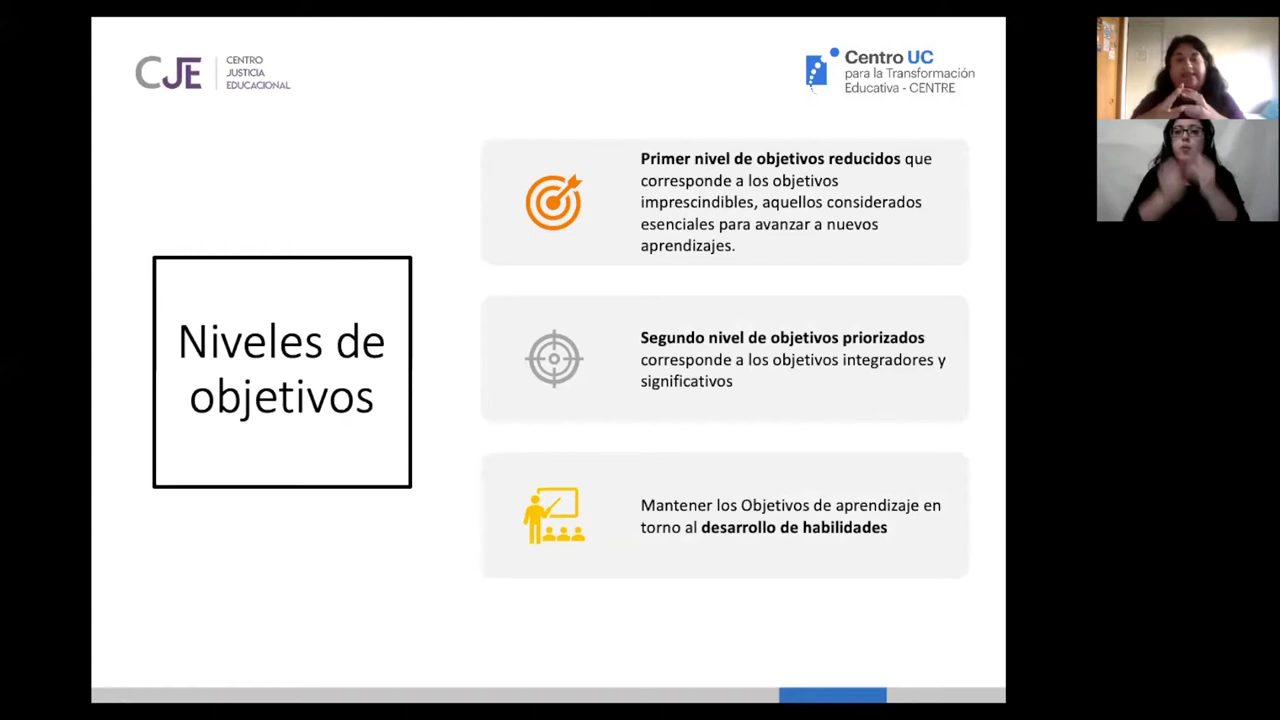 CJE
CENTRO
JUSTICIA
EDUCACIONAL
Centro UC
para la Transformación
Educativa - CENTRE
Niveles de
objetivos
Primer nivel de objetivos reducidos que
corresponde a los objetivos
imprescindibles, aquellos considerados
esenciales para avanzar a nuevos
aprendizajes.
Segundo nivel de objetivos priorizados
corresponde a los objetivos integradores y
significativos
Mantener los Objetivos de aprendizaje en
torno al desarrollo de habilidades